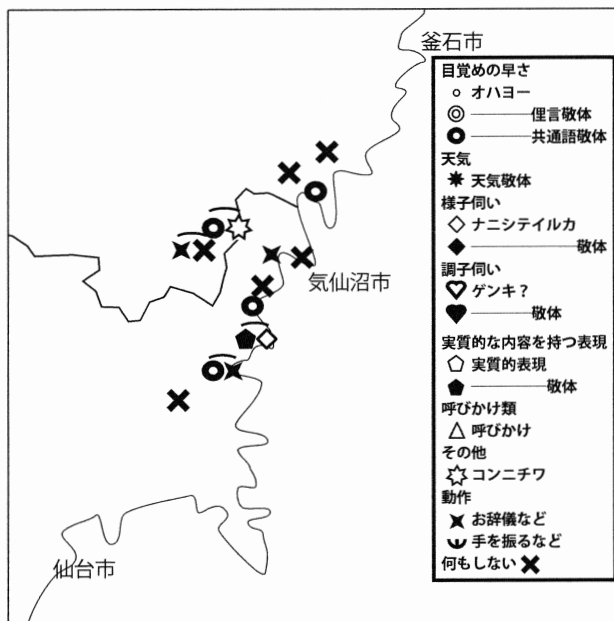 釜石市
気仙沼市
仙台市
目覚めの早さ
オハヨー
————俚言敬体
————共通語敬体
天気
天気敬体
様子伺い
ナニシテイルカ
————————敬体
調子伺い
ゲンキ？
————敬体
実質的な内容を持つ表現
実質的表現
——————敬体
呼びかけ類
呼びかけ
その他
コンニチワ
動作
お辞儀など
手を振るなど
何もしない